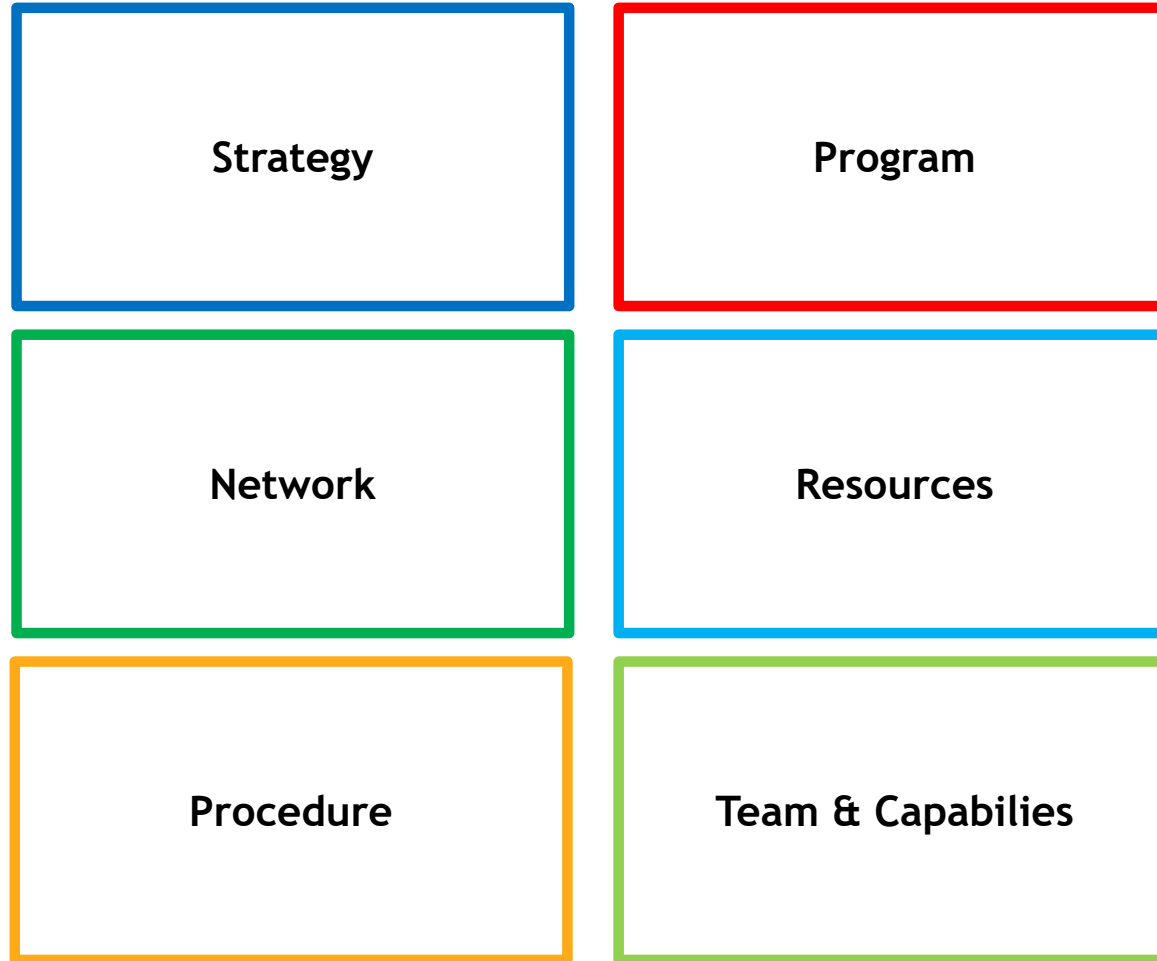 Strategy
Program
Network
Resources
Procedure
Team & Capabilies